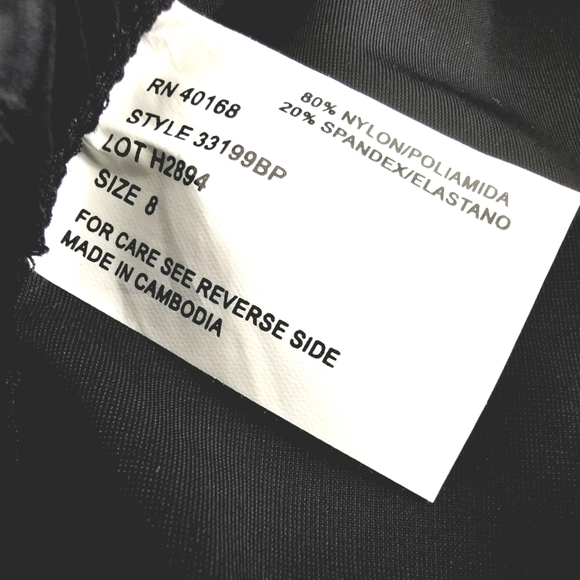 RN 40168
STYLE 33199BP
LOT H2894
SIZE 8
FOR CARE SEE REVERSE SIDE
MADE IN CAMBODIA
80% NYLON/POLIAMIDA
20% SPANDEX/ELASTANO